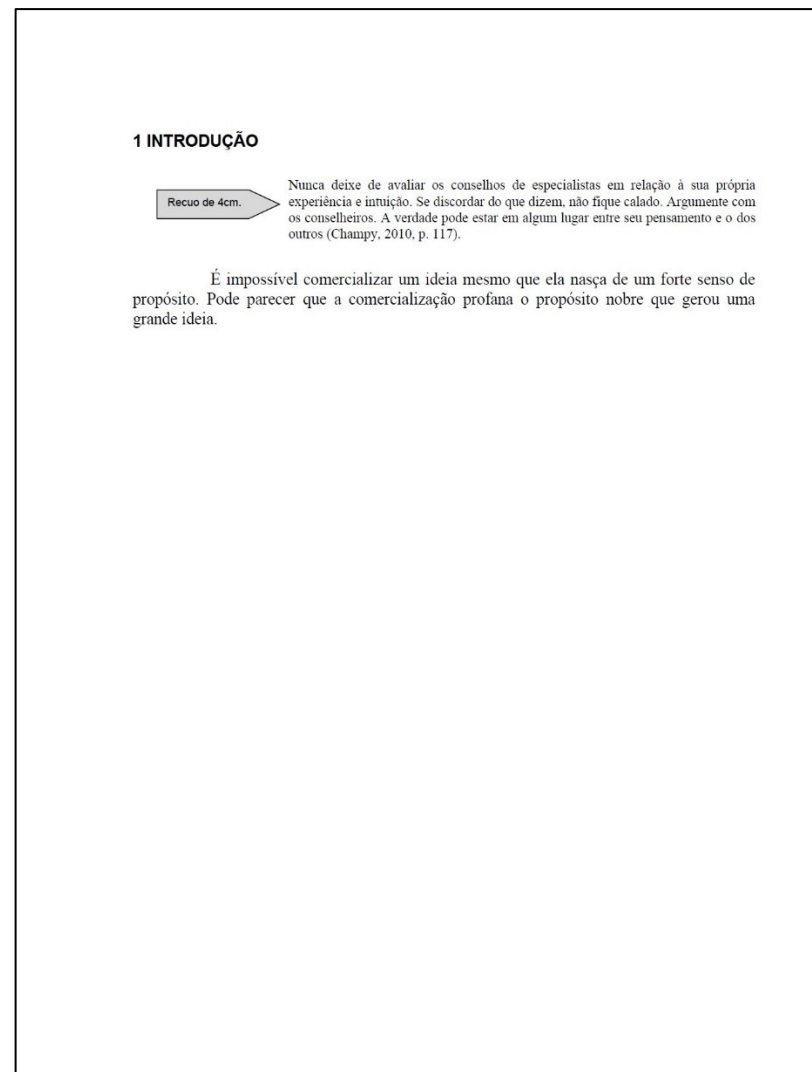 1 INTRODUÇÃO
Recuo de 4cm.
Nunca deixe de avaliar os conselhos de especialistas em relação à sua própria
experiência e intuição. Se discordar do que dizem, não fique calado. Argumente com
os conselheiros. A verdade pode estar em algum lugar entre seu pensamento e o dos
outros (Champy, 2010, p. 117).
É impossível comercializar um ideia mesmo que ela nasça de um forte senso de
propósito. Pode parecer que a comercialização profana o propósito nobre que gerou uma
grande ideia.